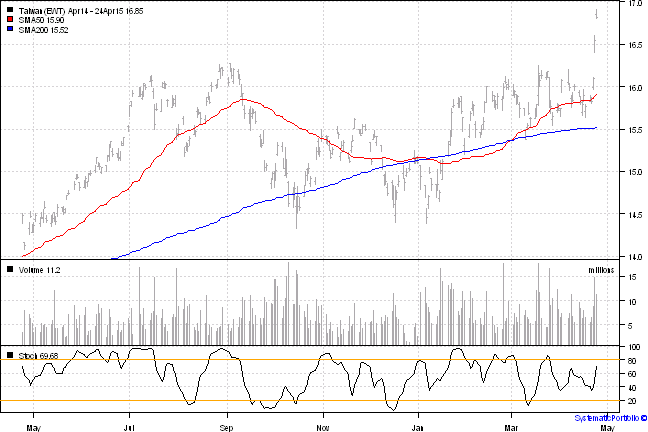 Taiwan (EWT) Apr14 - 24Apr15 16.85
SMA50 15.90
SMA200 15.52
17.0
16.5
16.0
15.5
15.0
14.5
14.0
Volume 11.2
millions
15
10
5
Stoch 69.68
80
60
40
20
May
Jul
Sep
Nov
Jan
Mar
May
SystematicPortfolio ©